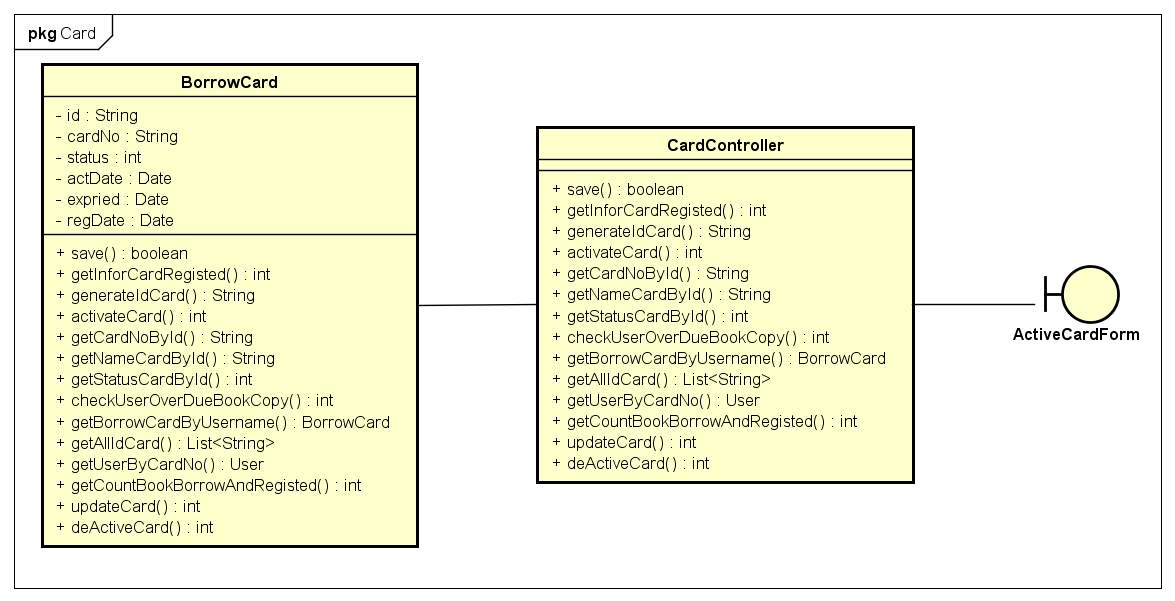 pkg Card
BorrowCard
- id : String
- cardNo : String
- status : int
- actDate : Date
- expried : Date
- regDate : Date
+ save() : boolean
+ getInforCardRegisted() : int
+ generateIdCard() : String
+ activateCard() : int
+ getCardNoById() : String
+ getNameCardById() : String
+ getStatusCardById() : int
+ checkUserOverDueBookCopy() : int
+ getBorrowCardByUsername() : BorrowCard
+ getAllIdCard() : List<String>
+ getUserByCardNo() : User
+ getCountBookBorrowAndRegisted() : int
+ updateCard() : int
+ deActiveCard() : int
CardController
+ save() : boolean
+ getInforCardRegisted() : int
+ generateIdCard() : String
+ activateCard() : int
+ getCardNoById() : String
+ getNameCardById() : String
+ getStatusCardById() : int
+ checkUserOverDueBookCopy() : int
+ getBorrowCardByUsername() : BorrowCard
+ getAllIdCard() : List<String>
+ getUserByCardNo() : User
+ getCountBookBorrowAndRegisted() : int
+ updateCard() : int
+ deActiveCard() : int
ActiveCardForm